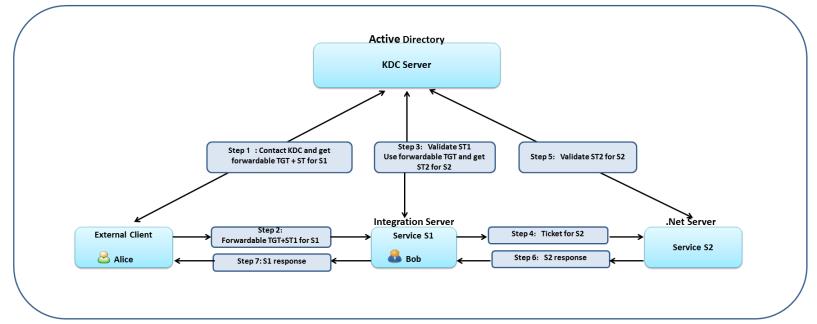 Active Directory
KDC Server
Step 1 : Contact KDC and get
forwardable TGT + ST for S1
Step 3: Validate ST1
Use forwardable TGT and get
ST2 for S2
Step 5: Validate ST2 for S2
External Client
Alice
Step 2:
Forwardable TGT+ST1 for S1
Step 7: S1 response
Integration Server
Service S1
Bob
Step 4: Ticket for S2
Step 6: S2 response
.Net Server
Service S2